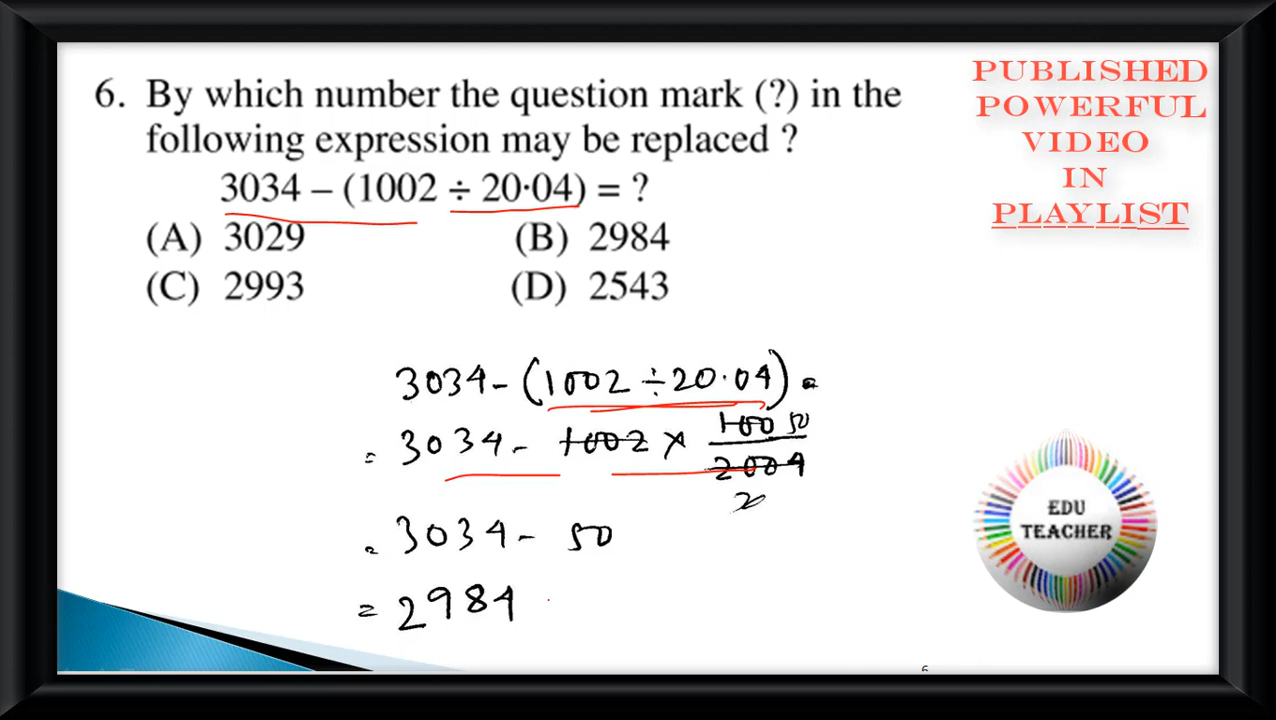 6. By which number the question mark (?) in the
following expression may be replaced ?
3034 – (1002 ÷ 20·04) = ?
(A) 3029 (B) 2984
(C) 2993 (D) 2543
PUBLISHED
POWERFUL
VIDEO
IN
PLAYLIST
3034 - (1002 ÷ 20.04) =
= 3034 - 1002 × 100 50
2004
2
= 3034 - 50
= 2984
EDU
TEACHER
6